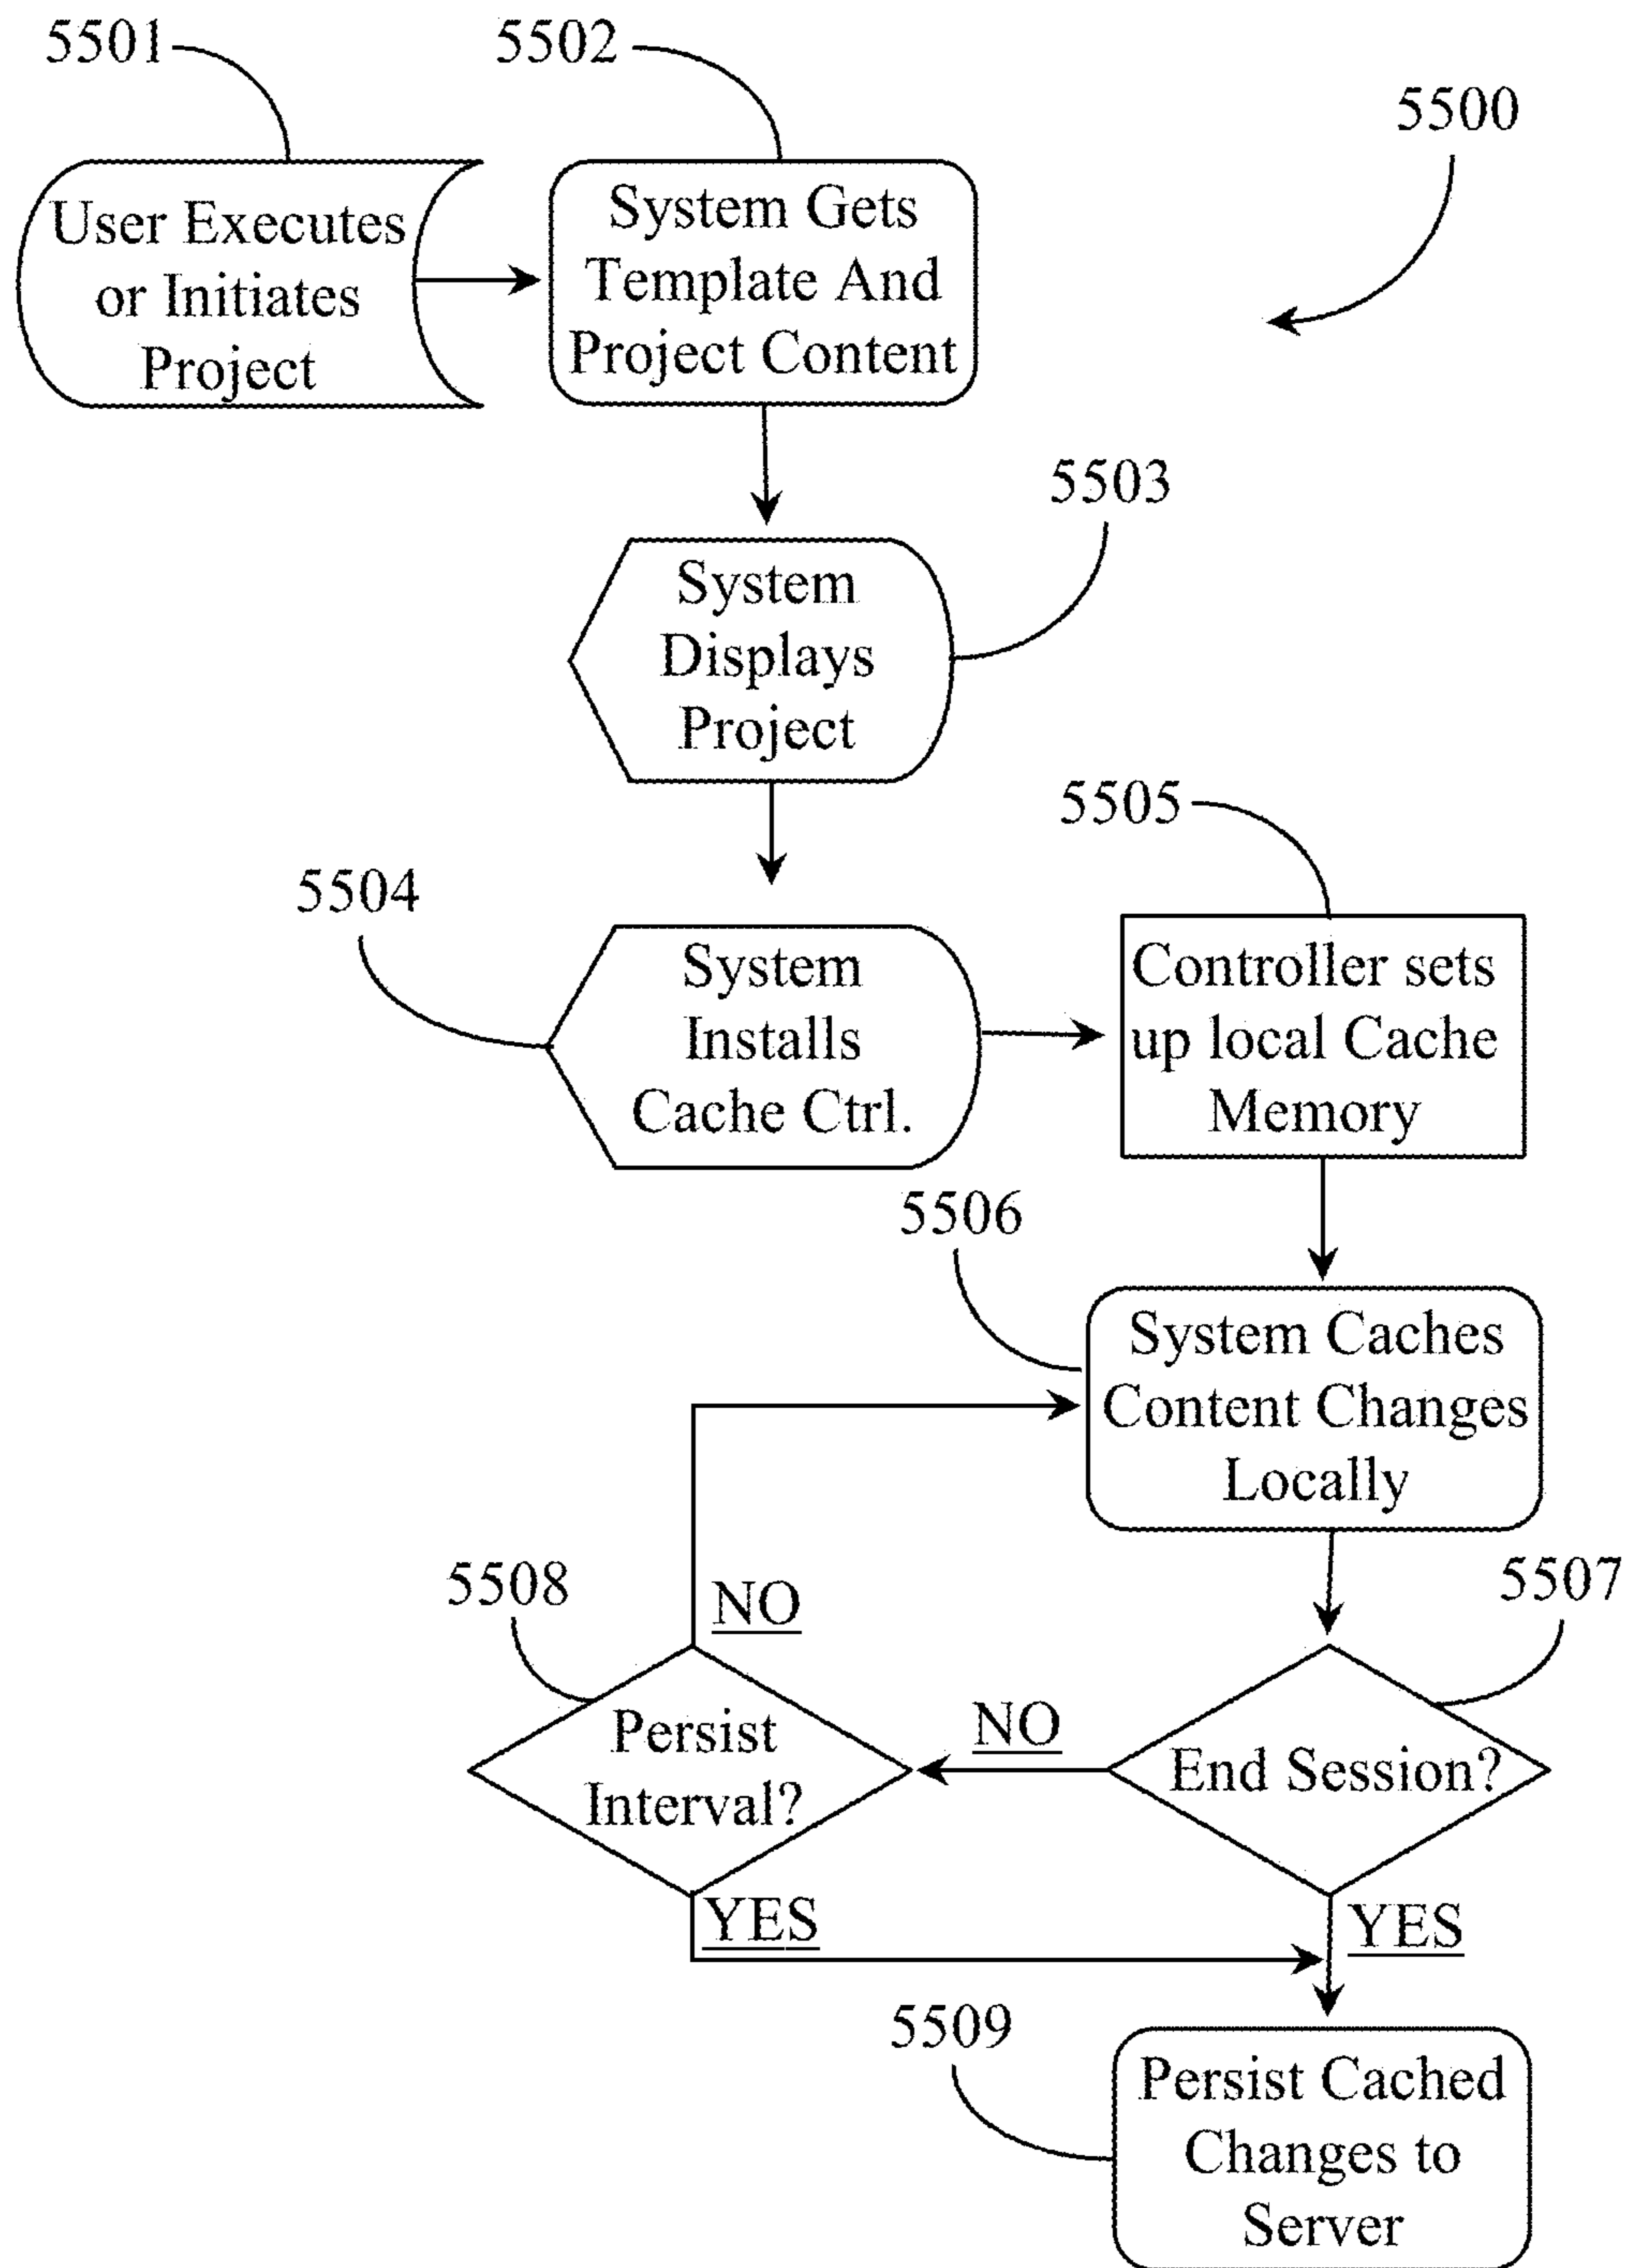 5501
5502
5500
User Executes
or Initiates
Project
System Gets
Template And
Project Content
5503
System
Displays
Project
5505
5504
System
Installs
Cache Ctrl.
Controller sets
up local Cache
Memory
5506
System Caches
Content Changes
Locally
5508
NO
5507
Persist
Interval?
NO
End Session?
YES
YES
5509
Persist Cached
Changes to
Server